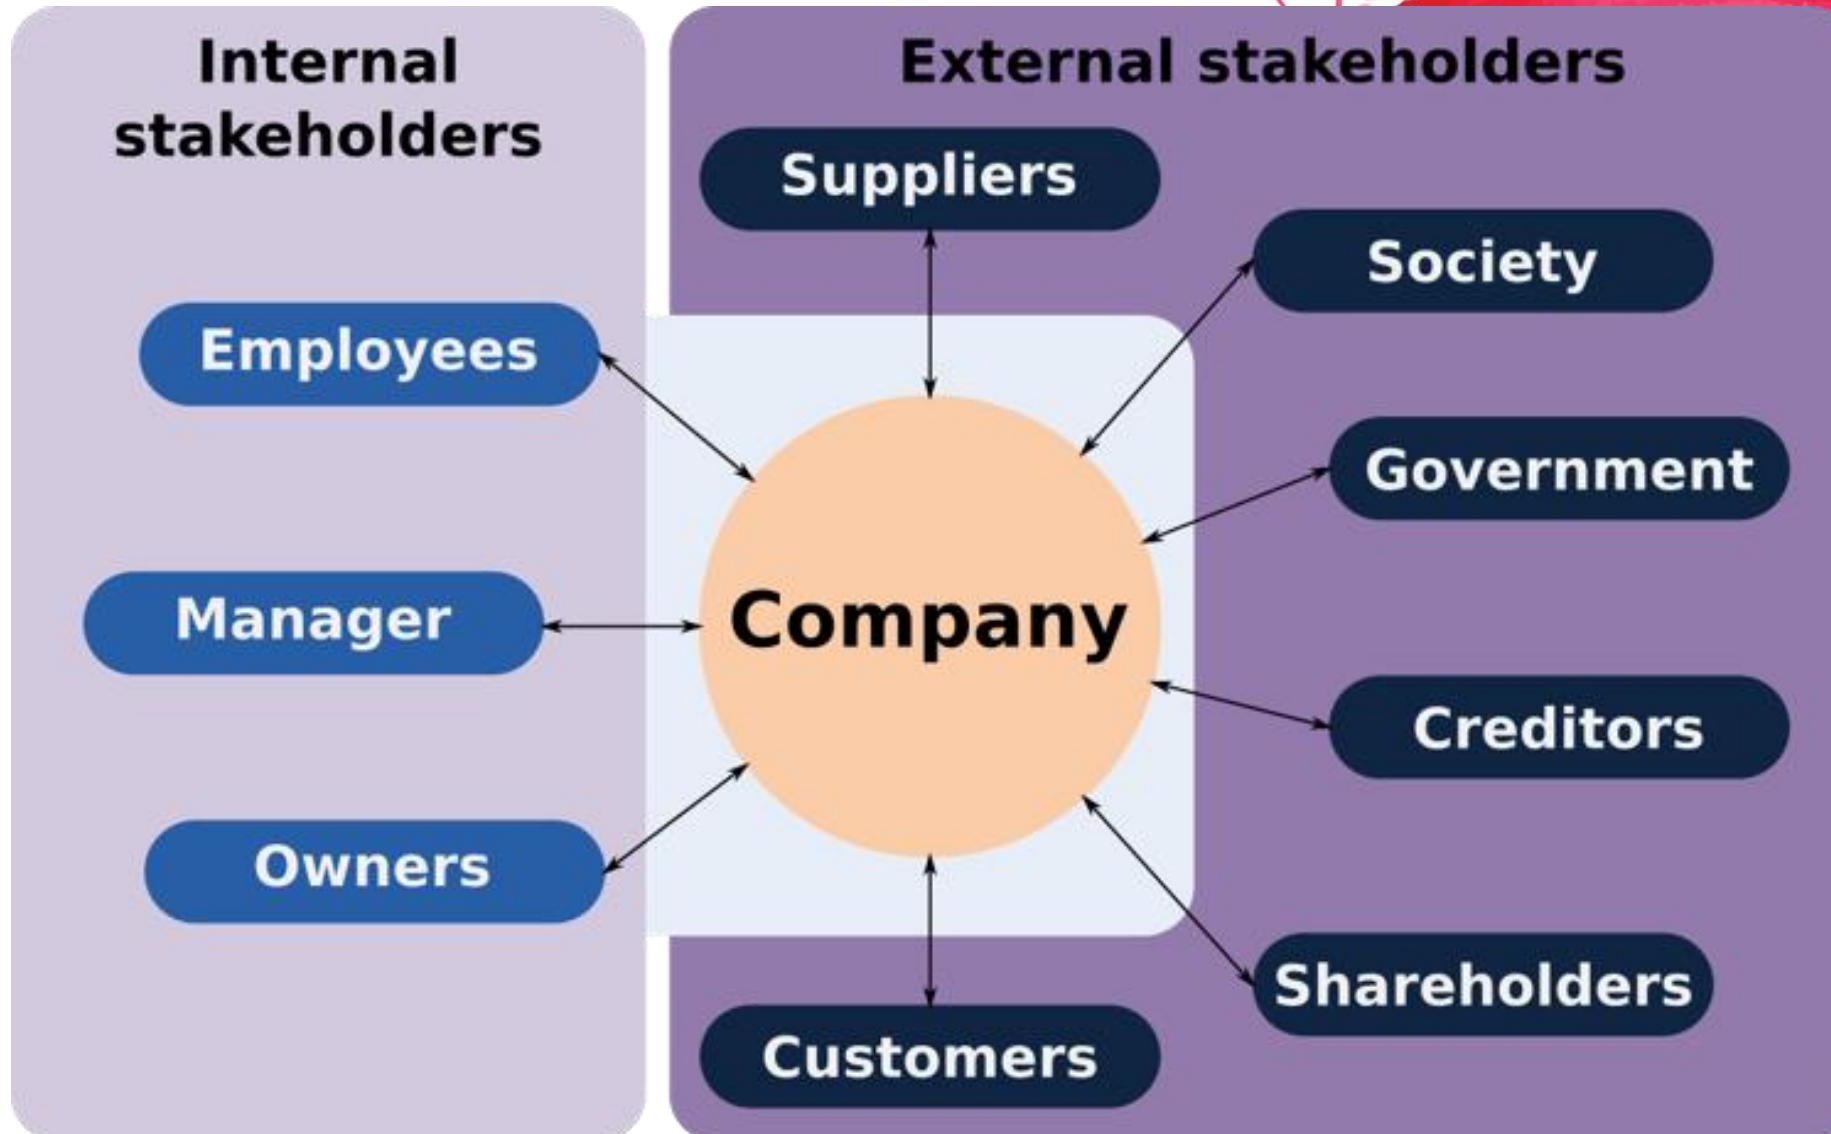 Internal
stakeholders
Employees
Manager
Owners
External stakeholders
Suppliers
Society
Government
Company
Creditors
Shareholders
Customers